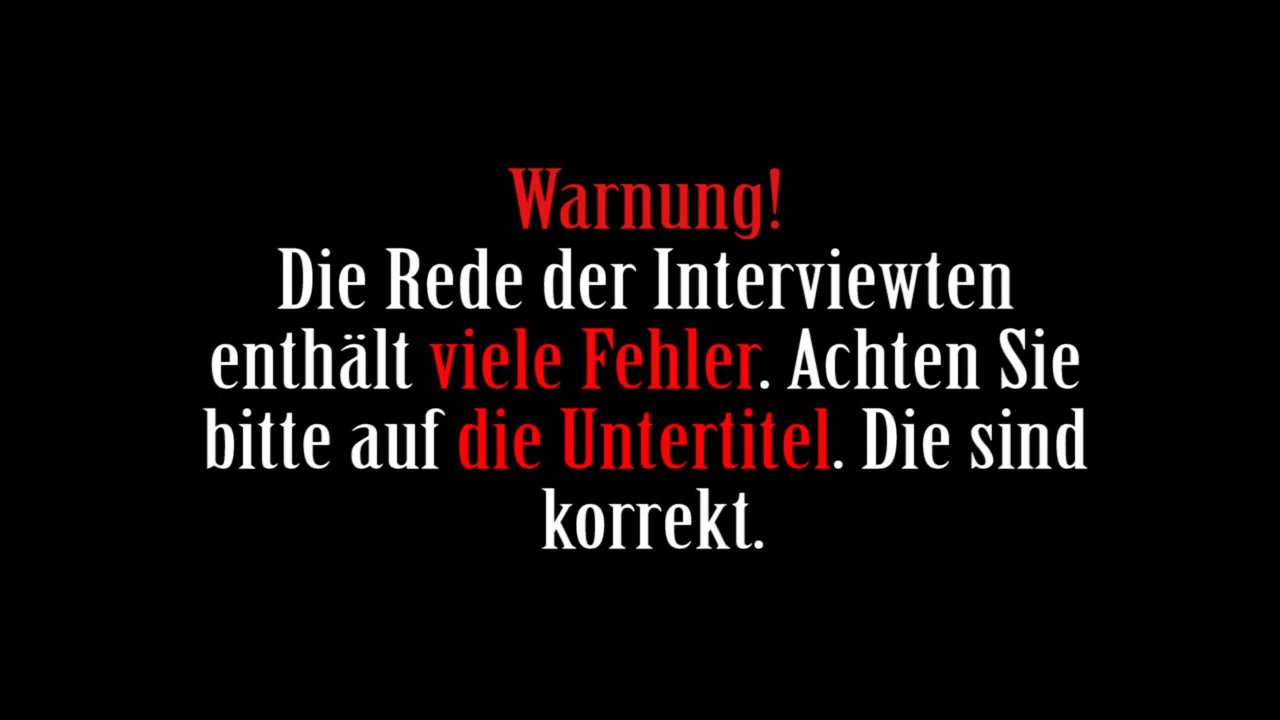 Warnung!
Die Rede der Interviewten
enthält viele Fehler. Achten Sie
bitte auf die Untertitel. Die sind
korrekt.